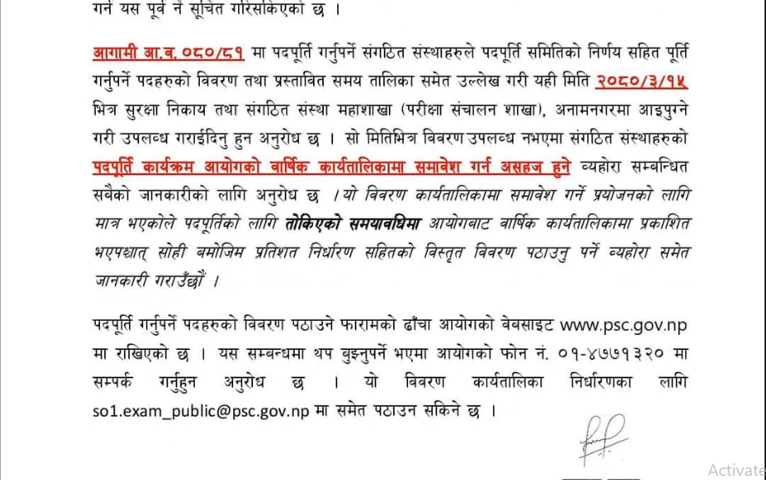 गर्न यस पूर्व नै सूचित गरिसकिएको छ ।
आगामी आ.व. ०८०/८१ मा पदपूर्ति गर्नुपर्ने संगठित संस्थाहरुले पदपूर्ति समितिको निर्णय सहित पूर्ति
गर्नुपर्ने पदहरुको विवरण तथा प्रस्तावित समय तालिका समेत उल्लेख गरी यही मिति २०८०/३/१५
भित्र सुरक्षा निकाय तथा संगठित संस्था महाशाखा (परीक्षा संचालन शाखा), अनामनगरमा आइपुग्ने
गरी उपलब्ध गराईदिनु हुन अनुरोध छ । सो मितिभित्र विवरण उपलब्ध नभएमा संगठित संस्थाहरुको
पदपूर्ति कार्यक्रम आयोगको वार्षिक कार्यतालिकामा समावेश गर्न असहज हुने व्यहोरा सम्बन्धित
सबैको जानकारीको लागि अनुरोध छ । यो विवरण कार्यतालिकामा समावेश गर्ने प्रयोजनको लागि
मात्र भएकोले पदपूर्तिको लागि तोकिएको समयावधिमा आयोगबाट वार्षिक कार्यतालिकामा प्रकाशित
भएपश्चात् सोही बमोजिम प्रतिशत निर्धारण सहितको विस्तृत विवरण पठाउनु पर्ने व्यहोरा समेत
जानकारी गराउँछौं ।
पदपूर्ति गर्नुपर्ने पदहरुको विवरण पठाउने फारामको ढाँचा आयोगको वेबसाइट www.psc.gov.np
मा राखिएको छ । यस सम्बन्धमा थप बुझ्नुपर्ने भएमा आयोगको फोन नं. ०१-४७७१३२० मा
सम्पर्क गर्नुहुन अनुरोध छ । यो विवरण कार्यतालिका निर्धारणका लागि
so1.exam_public@psc.gov.np मा समेत पठाउन सकिने छ ।
Activate